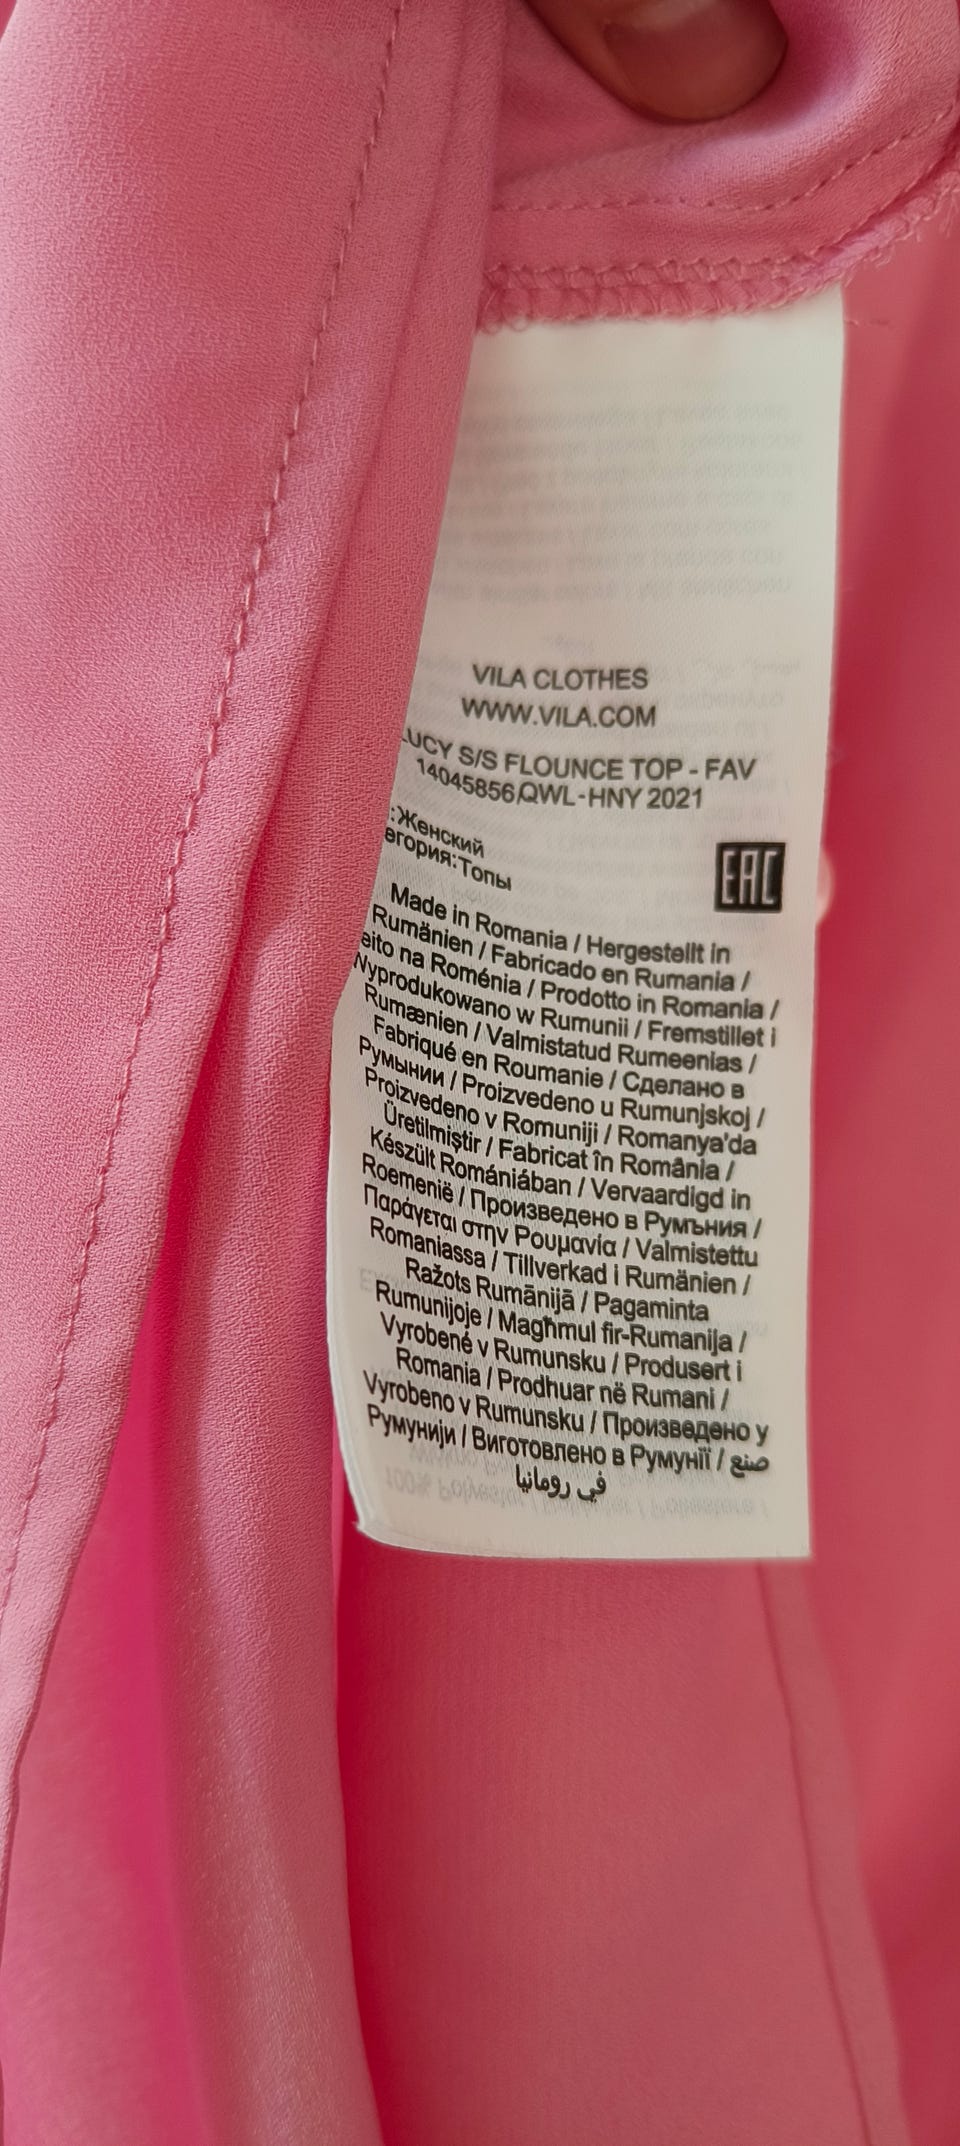 VILA CLOTHES
WWW.VILA.COM
LUCY S/S FLOUNCE TOP - FAV
14045856,QWL-HNY 2021
:Женский
егория:Топы
EAC
Made in Romania / Hergestellt in
Rumänien / Fabricado en Rumania /
eito na Roménia / Prodotto in Romania /
Wyprodukowano w Rumunii / Fremstillet i
Rumænien / Valmistatud Rumeenias /
Fabriqué en Roumanie / Сделано в
Румынии / Proizvedeno u Rumunjskoj /
Proizvedeno v Romuniji / Romanya'da
Üretilmiştir / Fabricat în România /
Készült Romániában / Vervaardigd in
Roemenië / Произведено в Румъния /
Παράγεται στην Ρουμανία / Valmistettu
Romaniassa / Tillverkad i Rumänien /
Ražots Rumānijā / Pagaminta
Rumunijoje / Magħmul fir-Rumanija /
Vyrobené v Rumunsku / Produsert i
Romania / Prodhuar në Rumani /
Vyrobeno v Rumunsku / Произведено у
Румунији / Виготовлено в Румунії / صنع
في رومانيا